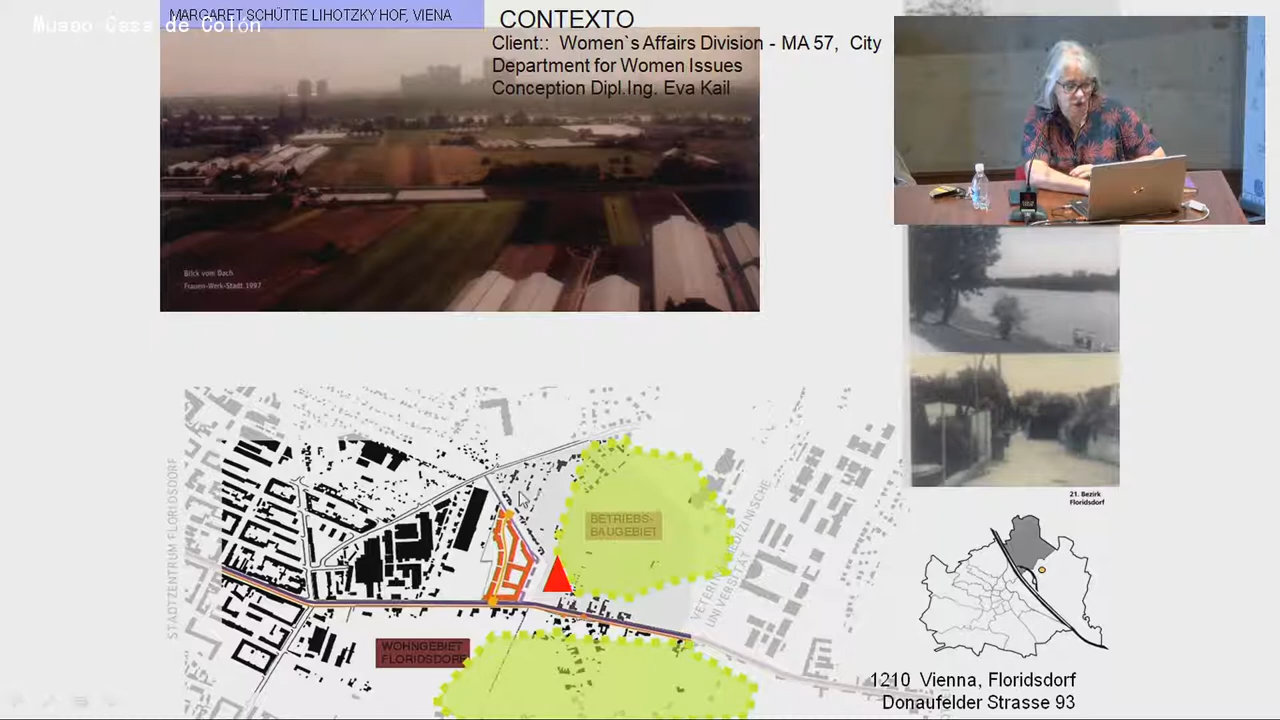 Museo Casa de Colón
MARGARET SCHÜTTE LIHOTZKY HOF, VIENA
CONTEXTO
Client:: Women`s Affairs Division - MA 57, City
Department for Women Issues
Conception Dipl.Ing. Eva Kail
Blick vom Dach
Frauen-Werk-Stadt 1997
STADTZENTRUM FLORIDSDORF
BETRIEBS-
BAUGEBIET
VETERINÄRMEDIZINISCHE
UNIVERSITÄT
WOHNGEBIET
FLORIDSDORF
21. Bezirk
Floridsdorf
1210 Vienna, Floridsdorf
Donaufelder Strasse 93